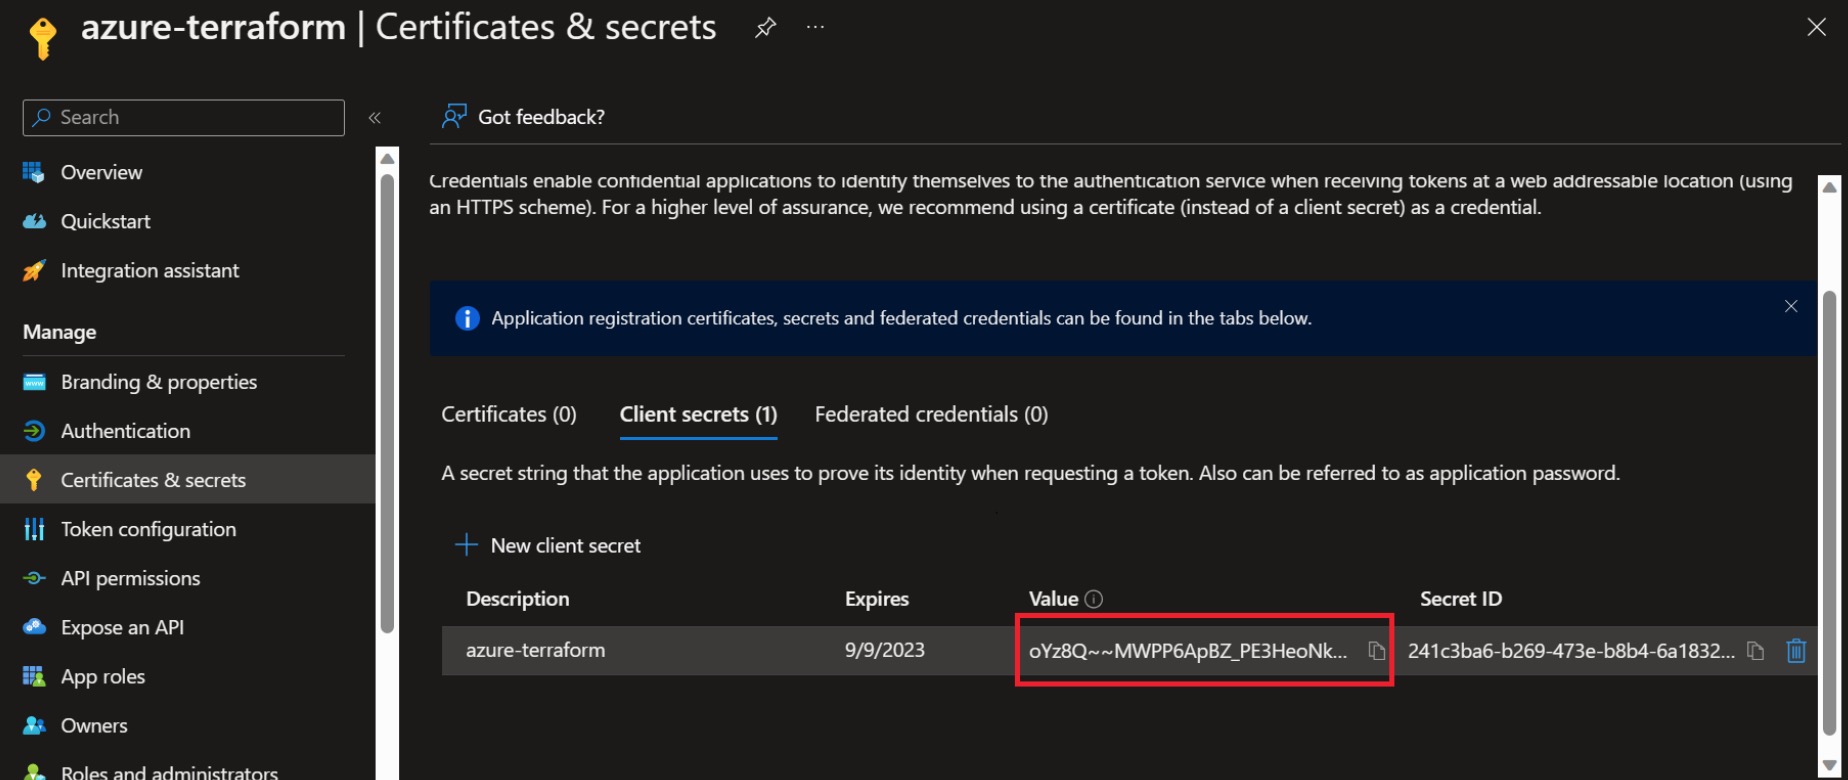 azure-terraform | Certificates & secrets
Search
Overview
Quickstart
Integration assistant
Manage
Branding & properties
Authentication
Certificates & secrets
Token configuration
API permissions
Expose an API
App roles
Owners
Roles and administrators
Got feedback?
Credentials enable confidential applications to identify themselves to the authentication service when receiving tokens at a web addressable location (using
an HTTPS scheme). For a higher level of assurance, we recommend using a certificate (instead of a client secret) as a credential.
Application registration certificates, secrets and federated credentials can be found in the tabs below.
Certificates (0) Client secrets (1) Federated credentials (0)
A secret string that the application uses to prove its identity when requesting a token. Also can be referred to as application password.
New client secret
Description Expires Value Secret ID
azure-terraform 9/9/2023 oYz8Q~~MWPP6ApBZ_PE3HeoNk... 241c3ba6-b269-473e-b8b4-6a1832...